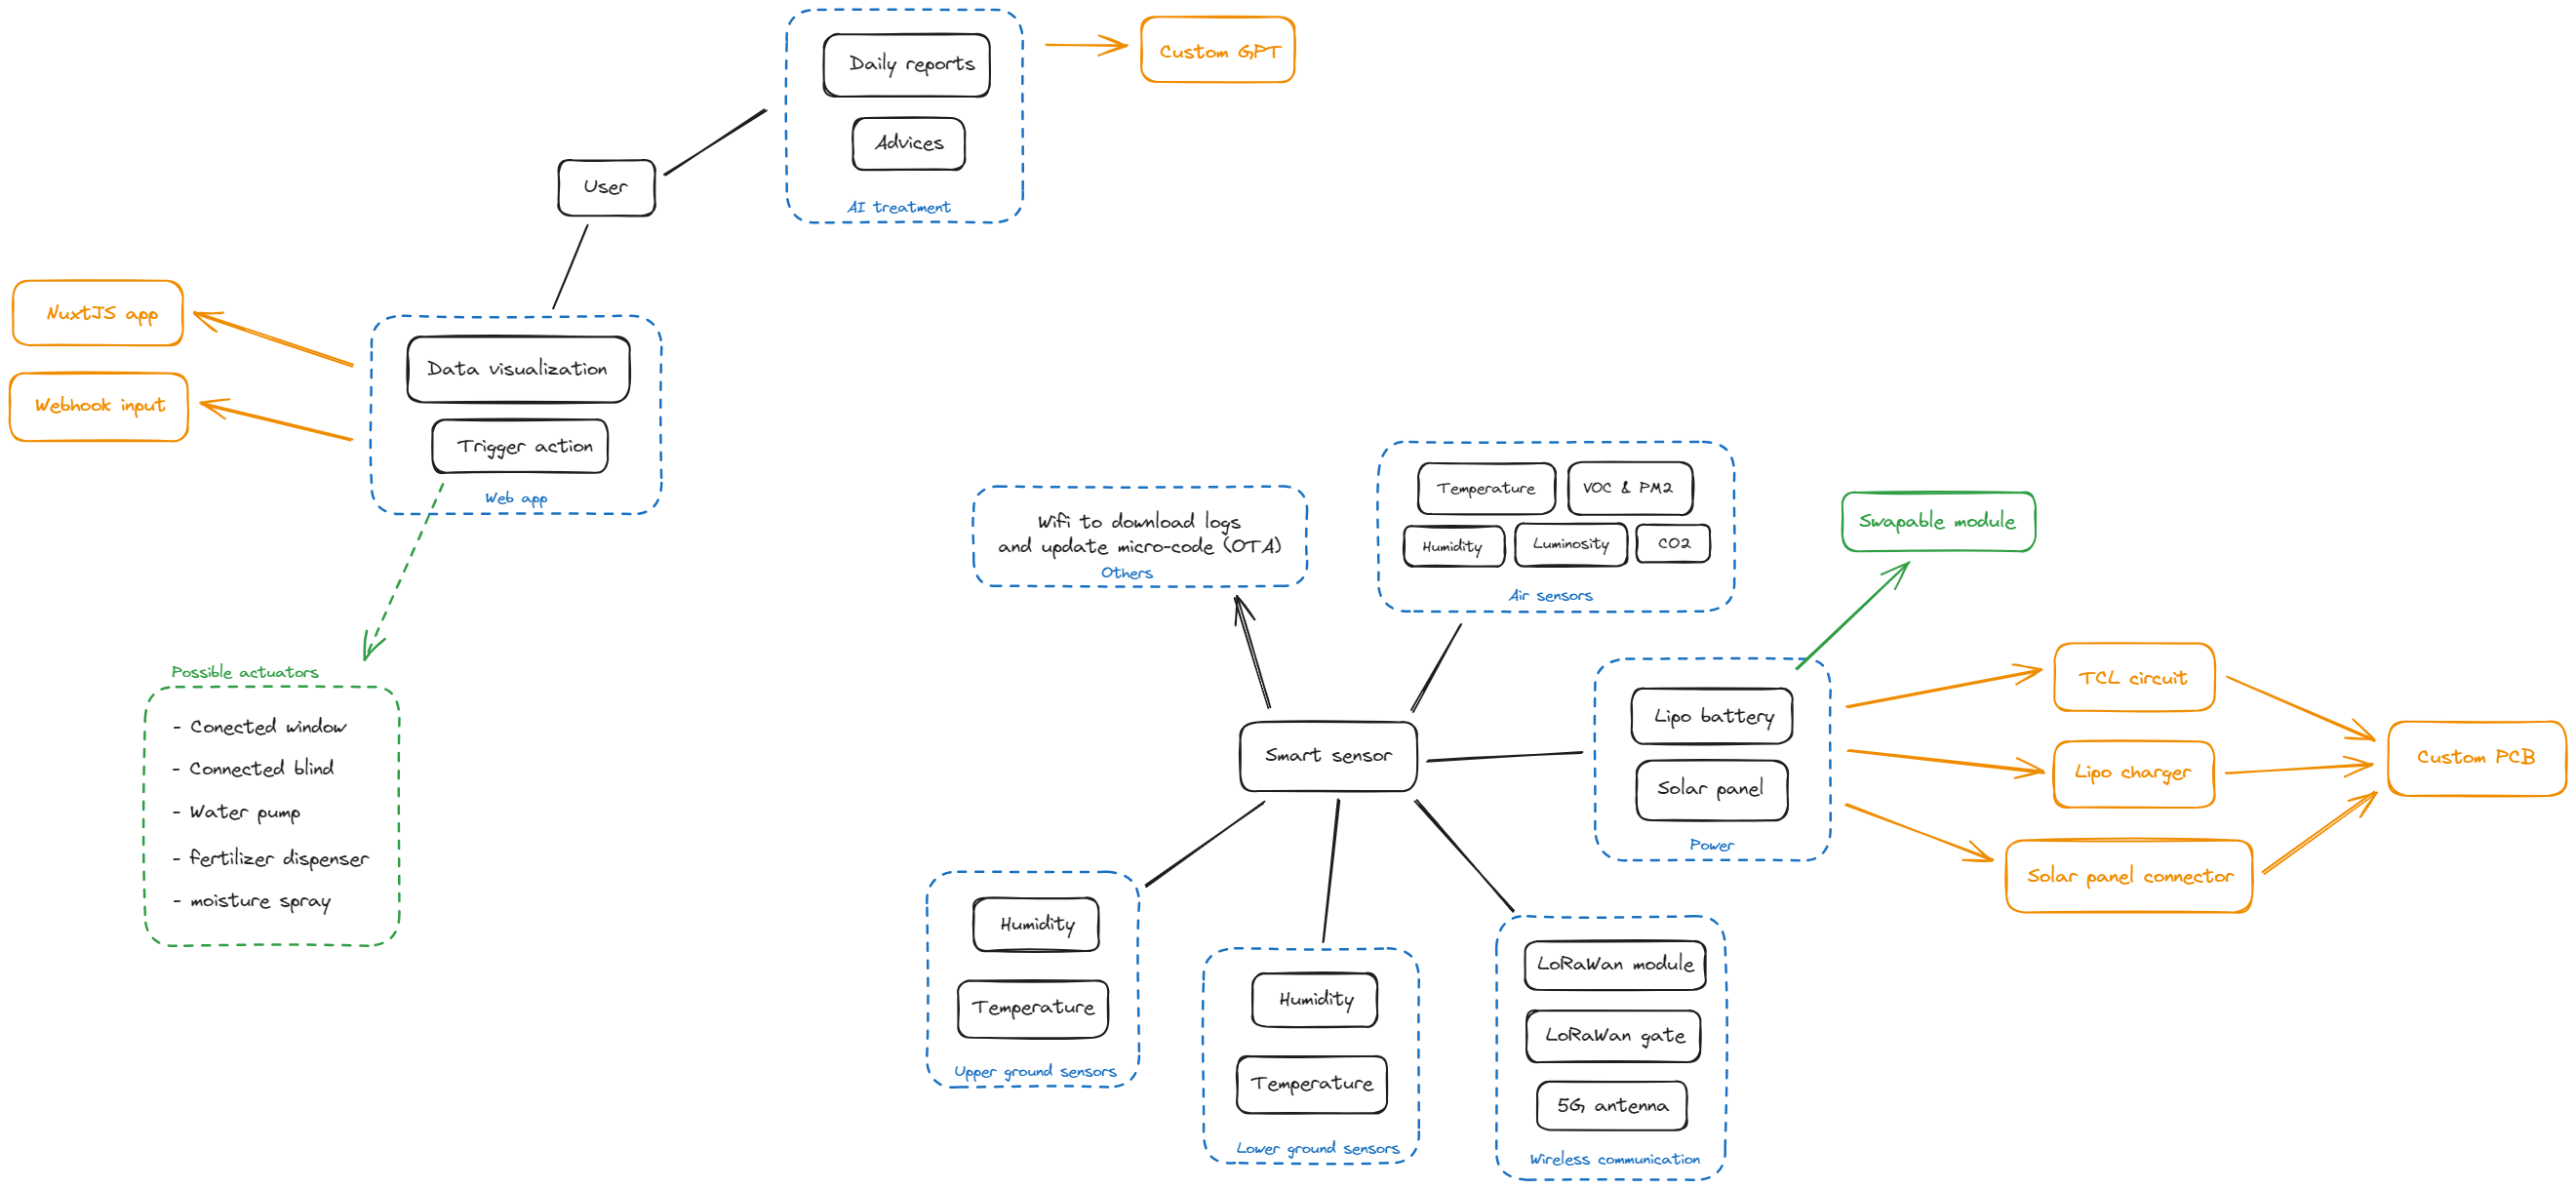 Daily reports
Custom GPT
Advices
User
AI treatment
NuxtJS app
Data visualization
Webhook input
Trigger action
Web app
Temperature
VOC & PM2
Wifi to download logs
and update micro-code (OTA)
Others
Humidity
Luminosity
CO2
Air sensors
Swapable module
Possible actuators
- Conected window
- Connected blind
- Water pump
- fertilizer dispenser
- moisture spray
Smart sensor
Lipo battery
Solar panel
Power
TCL circuit
Lipo charger
Solar panel connector
Custom PCB
Humidity
Temperature
Upper ground sensors
Humidity
Temperature
Lower ground sensors
LoRaWan module
LoRaWan gate
5G antenna
Wireless communication